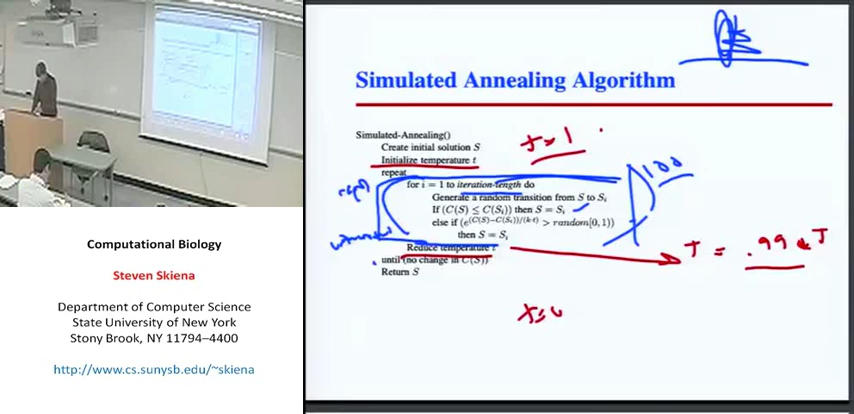 Computational Biology
Steven Skiena
Department of Computer Science
State University of New York
Stony Brook, NY 11794–4400
http://www.cs.sunysb.edu/~skiena
Simulated Annealing Algorithm
Simulated-Annealing()
Create initial solution S
Initialize temperature t
repeat
for i = 1 to iteration-length do
Generate a random transition from S to Si
If (C(S) ≤ C(Si)) then S = Si
else if (e^(C(S)−C(Si))/(k·t) > random[0, 1))
then S = Si
Reduce temperature t
until (no change in C(S))
Return S
100
T = .99 * T